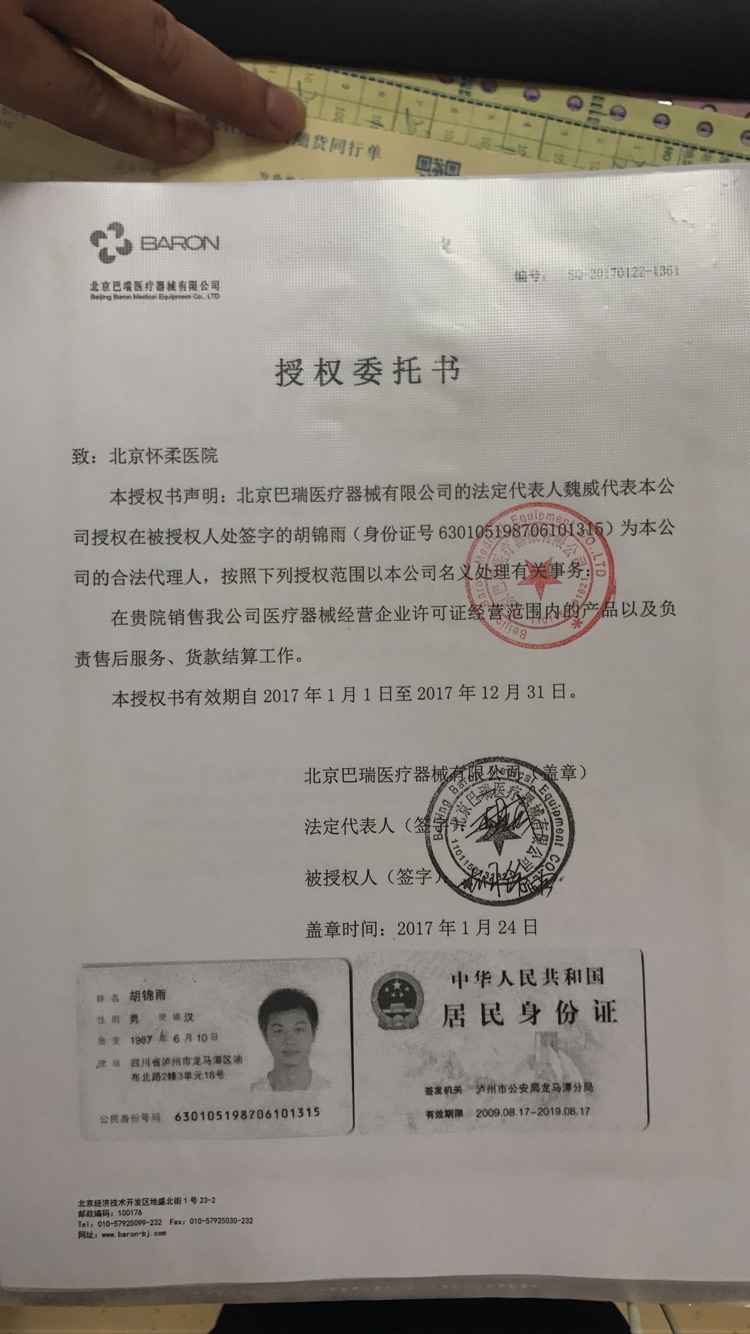 随货同行单
BARON
北京巴瑞医疗器械有限公司
Beijing Baron Medical Equipment Co., LTD
编号: SQ-20170122-1361
授权委托书
致：北京怀柔医院
本授权书声明：北京巴瑞医疗器械有限公司的法定代表人魏威代表本公
司授权在被授权人处签字的胡锦雨（身份证号 630105198706101315）为本公
司的合法代理人，按照下列授权范围以本公司名义处理有关事务：
在贵院销售我公司医疗器械经营企业许可证经营范围内的产品以及负
责售后服务、货款结算工作。
本授权书有效期自 2017 年 1 月 1 日至 2017 年 12 月 31 日。
北京巴瑞医疗器械有限公司（盖章）
法定代表人（签字）：
被授权人（签字）：
盖章时间：2017 年 1 月 24 日
姓名 胡锦雨
性别 男 民族 汉
出生 1987 年 6 月 10 日
住址 四川省泸州市龙马潭区迎
布北路2幢3单元18号
公民身份号码 630105198706101315
中华人民共和国
居民身份证
签发机关 泸州市公安局龙马潭分局
有效期限 2009.08.17-2019.08.17
北京经济技术开发区地盛北街 1 号 23-2
邮政编码：100176
Tel: 010-57925099-232 Fax: 010-57925030-232
网址：www.baron-bj.com